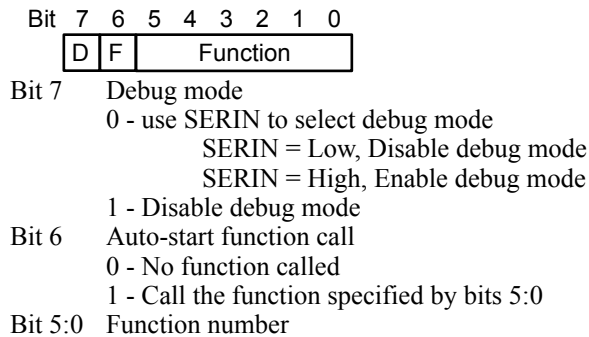 Bit 7 6 5 4 3 2 1 0
D F Function
Bit 7 Debug mode
0 - use SERIN to select debug mode
SERIN = Low, Disable debug mode
SERIN = High, Enable debug mode
1 - Disable debug mode
Bit 6 Auto-start function call
0 - No function called
1 - Call the function specified by bits 5:0
Bit 5:0 Function number